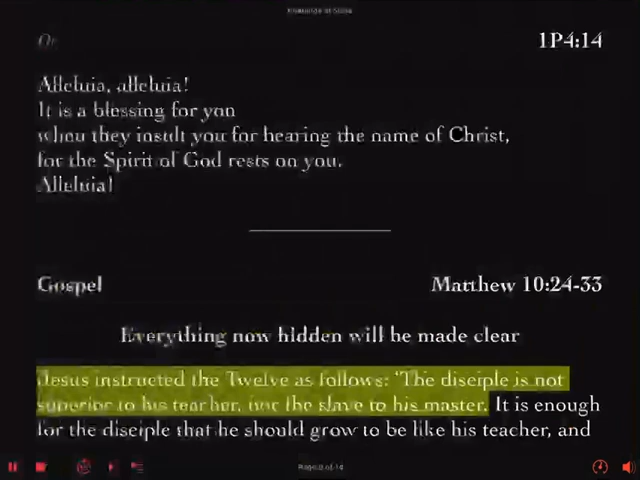 Or 1P4:14
Alleluia, alleluia!
It is a blessing for you
when they insult you for bearing the name of Christ,
for the Spirit of God rests on you.
Alleluia!
Gospel Matthew 10:24-33
Everything now hidden will be made clear
Jesus instructed the Twelve as follows: ‘The disciple is not
superior to his teacher, nor the slave to his master. It is enough
for the disciple that he should grow to be like his teacher, and